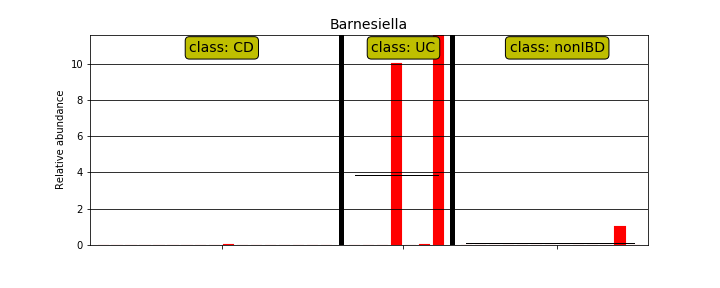 Barnesiella
class: CD
class: UC
class: nonIBD
Relative abundance
10
8
6
4
2
0